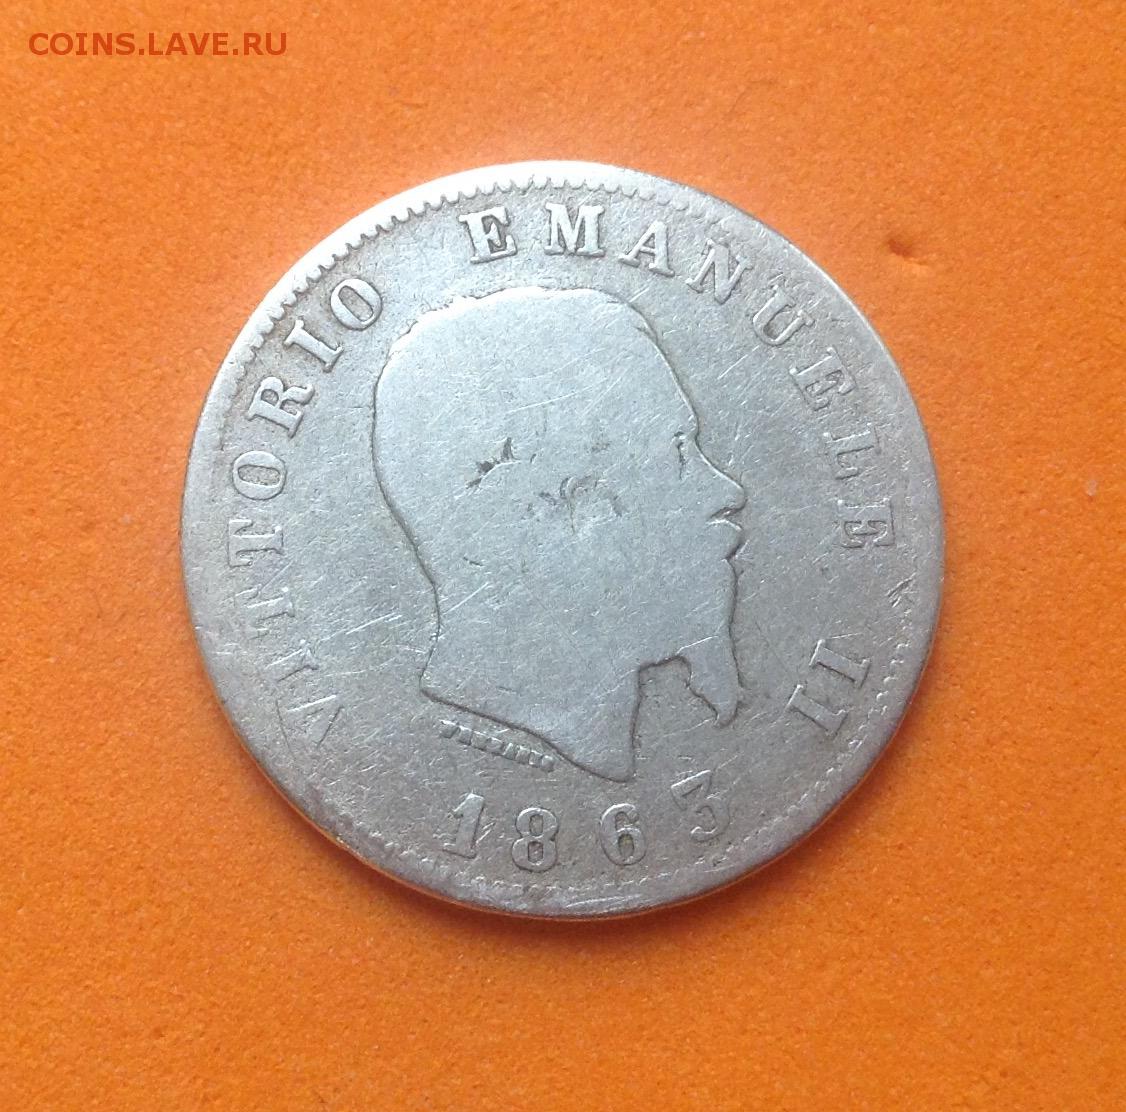 COINS.LAVE.RU
VITTORIO EMANUELE II
1863